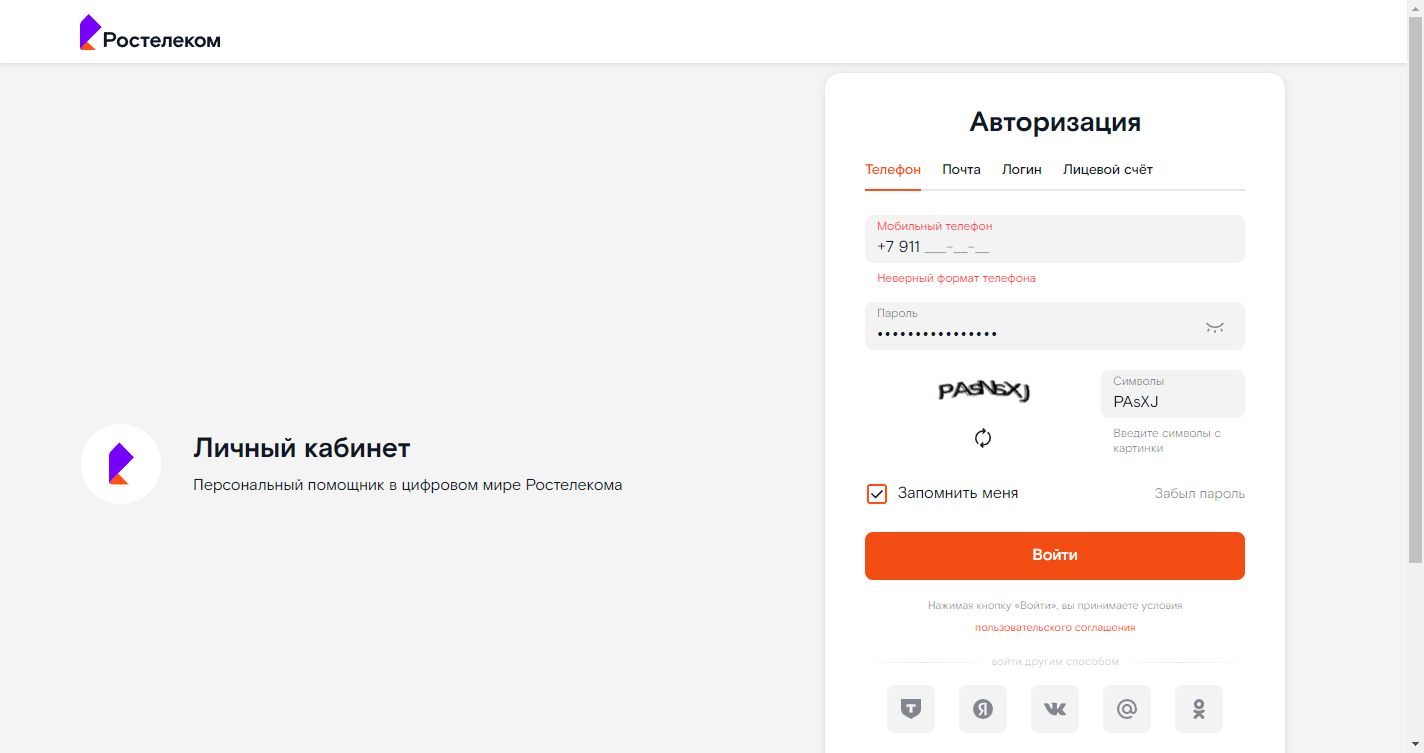 Ростелеком
Авторизация
Телефон Почта Логин Лицевой счёт
Мобильный телефон
+7 911 ___-__-__
Неверный формат телефона
Пароль
••••••••••••••••
PAsNsXJ
Символы
PAsXJ
Введите символы с
картинки
Личный кабинет
Персональный помощник в цифровом мире Ростелекома
Запомнить меня
Забыл пароль
Войти
Нажимая кнопку «Войти», вы принимаете условия
пользовательского соглашения
войти другим способом